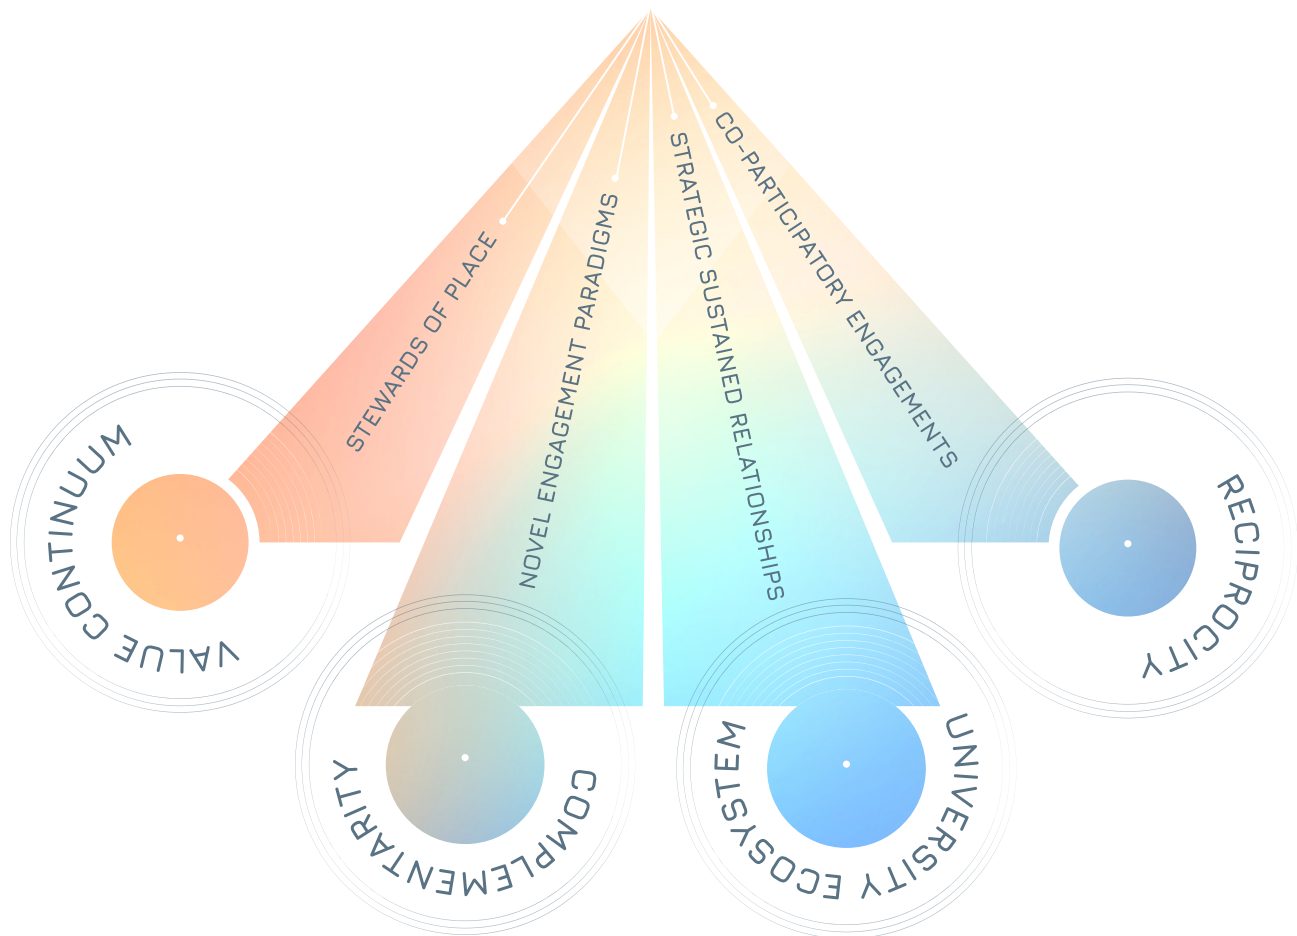 STEWARDS OF PLACE
NOVEL ENGAGEMENT PARADIGMS
STRATEGIC SUSTAINED RELATIONSHIPS
CO-PARTICIPATORY ENGAGEMENTS
VALUE CONTINUUM
COMPLEMENTARITY
UNIVERSITY ECOSYSTEM
RECIPROCITY